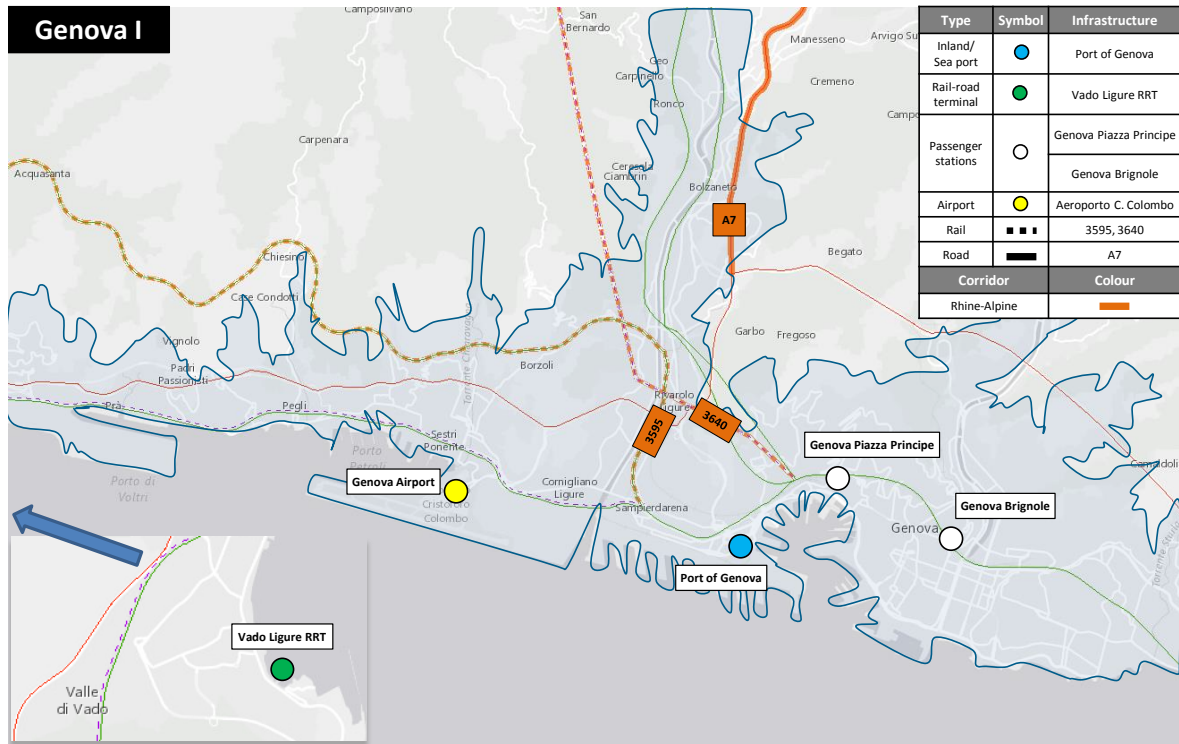 Genova I
Type Symbol Infrastructure
Inland/
Sea port
Port of Genova
Rail-road
terminal
Vado Ligure RRT
Passenger
stations
Genova Piazza Principe
Genova Brignole
Airport Aeroporto C. Colombo
Rail 3595, 3640
Road A7
Corridor Colour
Rhine-Alpine
Camposilvano
San
Bernardo
Manesseno
Arvigo Su
Geo
Carpinello
Cremeno
Ronco
Campo
Carpenara
Acquasanta
Ceresola
Ciambrin
Bolzaneto
A7
Begato
Chiesino
Case Condotti
Vignolo
Garbo
Fregoso
Padri
Passionisti
Borzoli
Prà
Pegli
Rivarolo
Ligure
3595
3640
Sestri
Ponente
Porto
Petroli
Genova Piazza Principe
Camaldoli
Porto di
Voltri
Genova Airport
Cornigliano
Ligure
Cristoforo
Colombo
Sampierdarena
Genova Brignole
Genova
Port of Genova
Vado Ligure RRT
Valle
di Vado